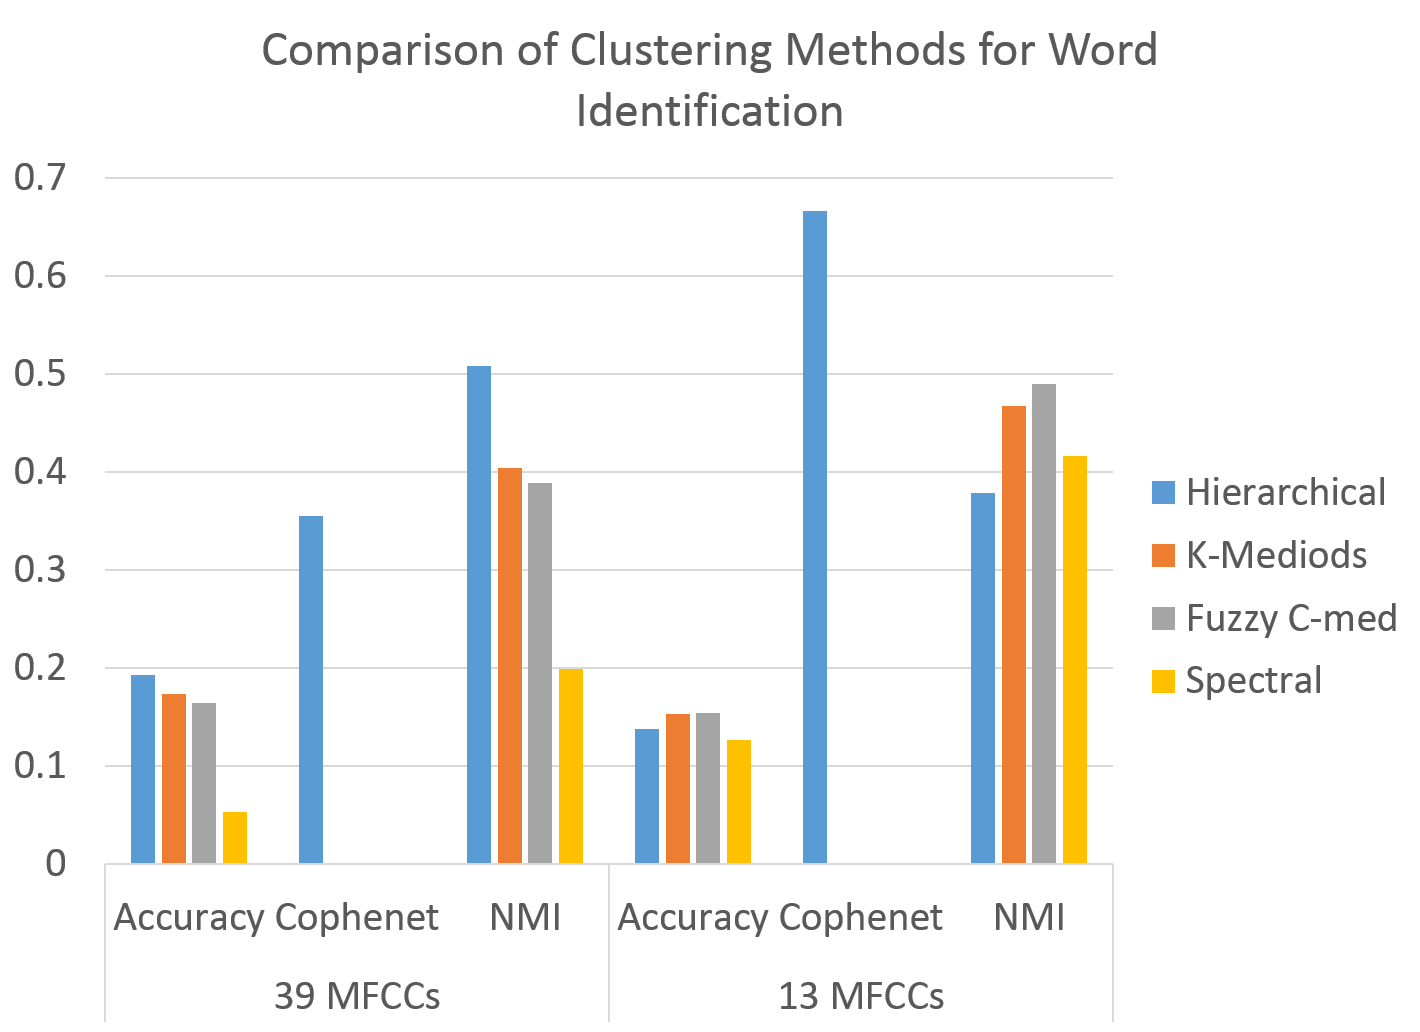 Comparison of Clustering Methods for Word
Identification
0.7
0.6
0.5
0.4
0.3
0.2
0.1
0
Accuracy Cophenet NMI Accuracy Cophenet NMI
39 MFCCs 13 MFCCs
Hierarchical
K-Mediods
Fuzzy C-med
Spectral